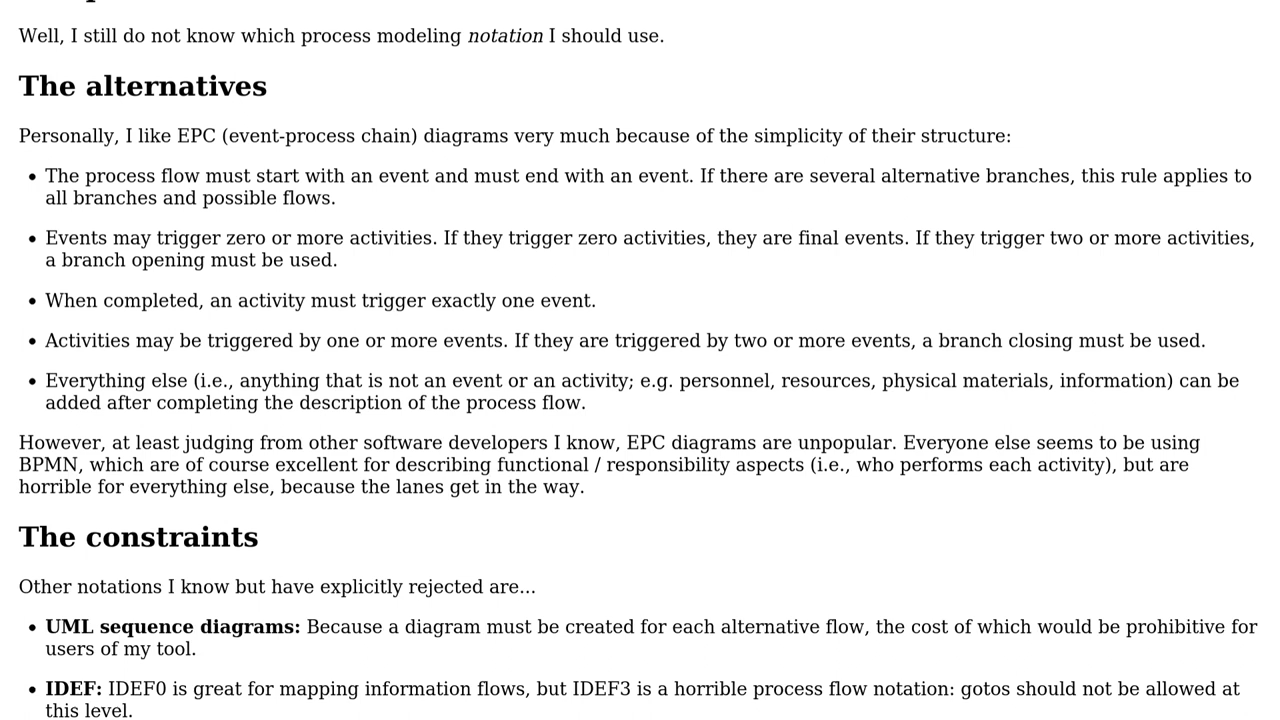 Well, I still do not know which process modeling notation I should use.
The alternatives
Personally, I like EPC (event-process chain) diagrams very much because of the simplicity of their structure:
• The process flow must start with an event and must end with an event. If there are several alternative branches, this rule applies to
all branches and possible flows.
• Events may trigger zero or more activities. If they trigger zero activities, they are final events. If they trigger two or more activities,
a branch opening must be used.
• When completed, an activity must trigger exactly one event.
• Activities may be triggered by one or more events. If they are triggered by two or more events, a branch closing must be used.
• Everything else (i.e., anything that is not an event or an activity; e.g. personnel, resources, physical materials, information) can be
added after completing the description of the process flow.
However, at least judging from other software developers I know, EPC diagrams are unpopular. Everyone else seems to be using
BPMN, which are of course excellent for describing functional / responsibility aspects (i.e., who performs each activity), but are
horrible for everything else, because the lanes get in the way.
The constraints
Other notations I know but have explicitly rejected are...
• UML sequence diagrams: Because a diagram must be created for each alternative flow, the cost of which would be prohibitive for
users of my tool.
• IDEF: IDEF0 is great for mapping information flows, but IDEF3 is a horrible process flow notation: gotos should not be allowed at
this level.